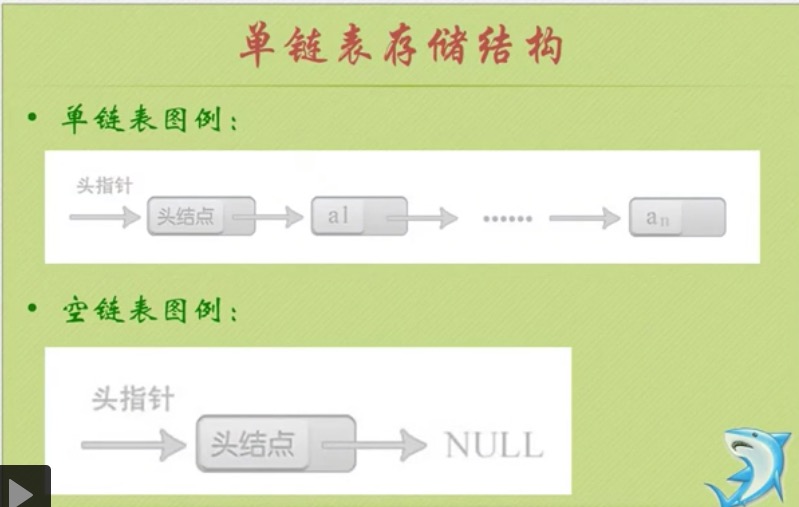 单链表存储结构
• 单链表图例：
头指针
头结点 a1 …… an
• 空链表图例：
头指针
头结点 NULL